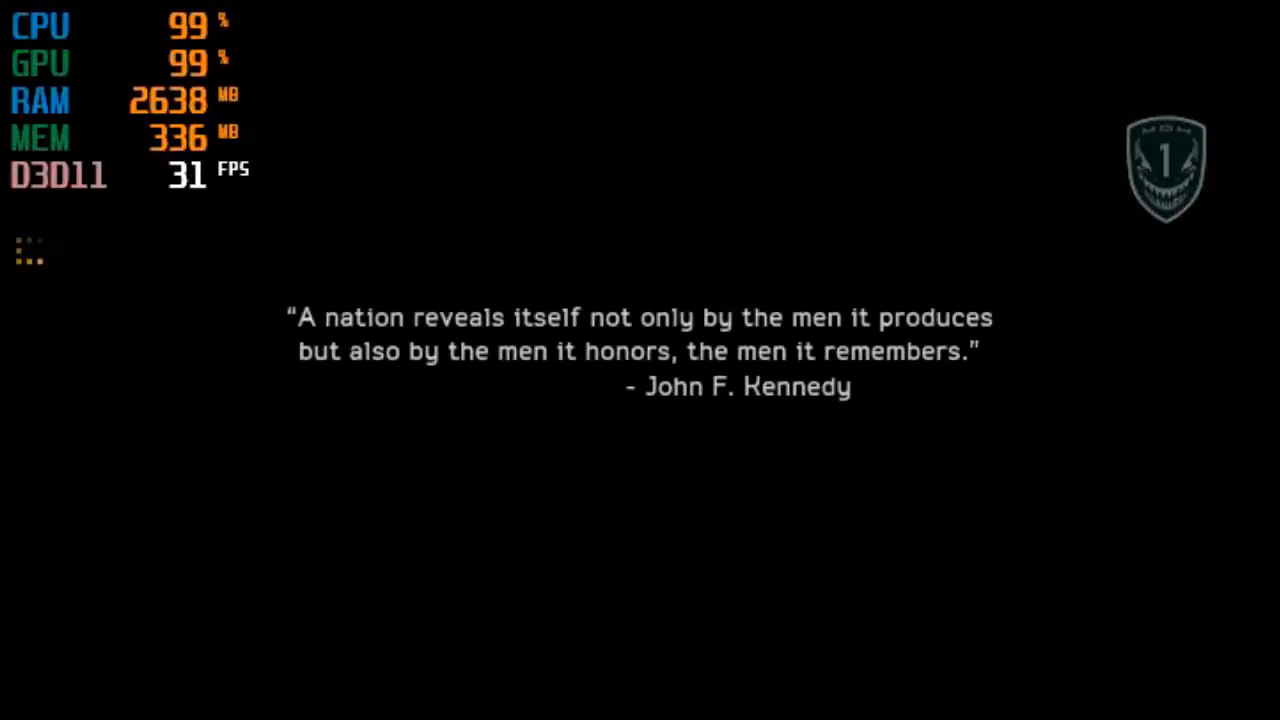 CPU 99 %
GPU 99 %
RAM 2638 MB
MEM 336 MB
D3D11 31 FPS
1
“A nation reveals itself not only by the men it produces
but also by the men it honors, the men it remembers.”
- John F. Kennedy